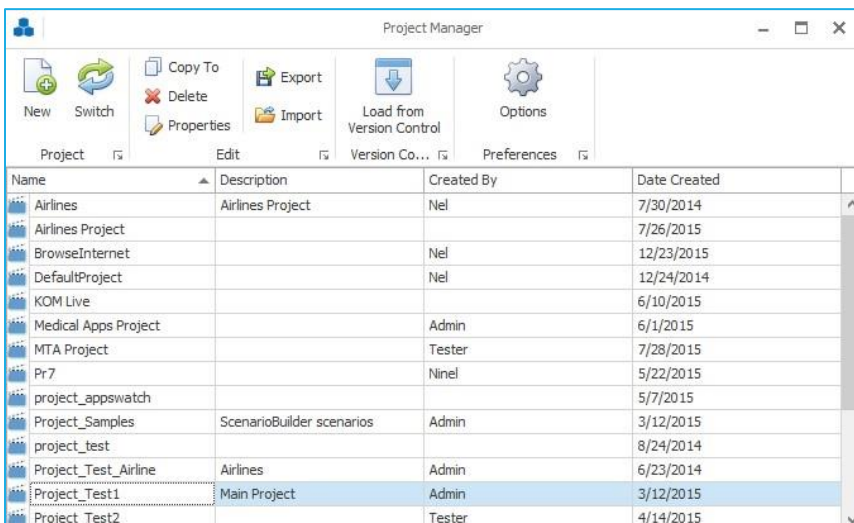 Project Manager
Copy To
Export
Delete
New Switch
Import
Load from
Version Control
Options
Properties
Project Edit Version Co... Preferences
Name Description Created By Date Created
Airlines Airlines Project Nel 7/30/2014
Airlines Project 7/26/2015
BrowseInternet Nel 12/23/2015
DefaultProject Nel 12/24/2014
KOM Live 6/10/2015
Medical Apps Project Admin 6/1/2015
MTA Project Tester 7/28/2015
Pr7 Ninel 5/22/2015
project_appswatch 5/7/2015
Project_Samples ScenarioBuilder scenarios Admin 3/12/2015
project_test 8/24/2014
Project_Test_Airline Airlines Admin 6/23/2014
Project_Test1 Main Project Admin 3/12/2015
Project_Test2 Tester 4/14/2015